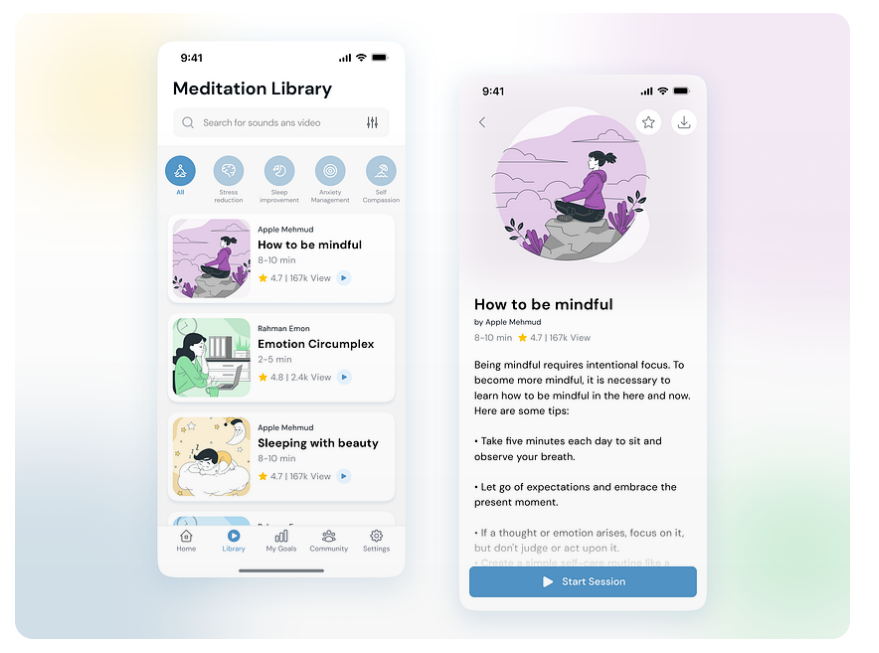 9:41
Meditation Library
Search for sounds ans video
All
Stress
reduction
Sleep
improvement
Anxiety
Management
Self
Compassion
Apple Mehmud
How to be mindful
8-10 min
4.7 | 167k View
Rahman Emon
Emotion Circumplex
2-5 min
4.8 | 2.4k View
Apple Mehmud
Sleeping with beauty
8-10 min
4.7 | 167k View
Home
Library
My Goals
Community
Settings
9:41
How to be mindful
by Apple Mehmud
8-10 min 4.7 | 167k View
Being mindful requires intentional focus. To
become more mindful, it is necessary to
learn how to be mindful in the here and now.
Here are some tips:
• Take five minutes each day to sit and
observe your breath.
• Let go of expectations and embrace the
present moment.
• If a thought or emotion arises, focus on it,
but don't judge or act upon it.
• Create a simple self-care routine like a
Start Session